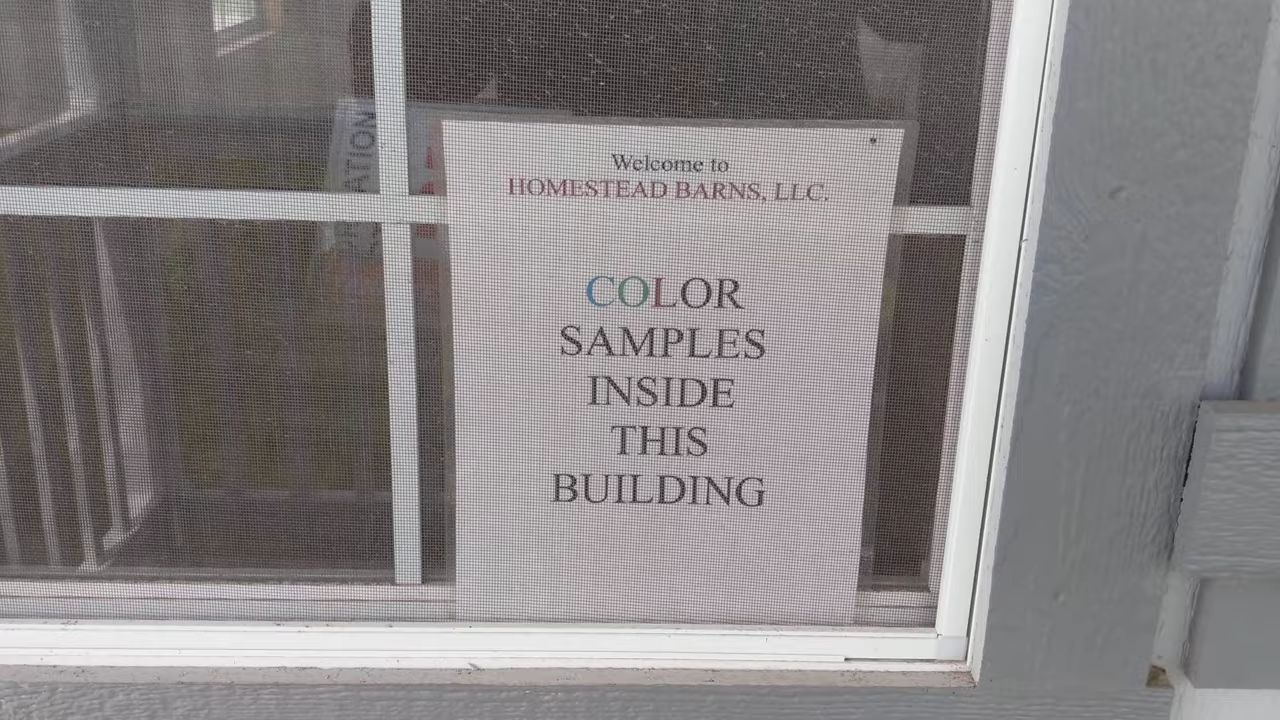 Welcome to
HOMESTEAD BARNS, LLC.
COLOR
SAMPLES
INSIDE
THIS
BUILDING